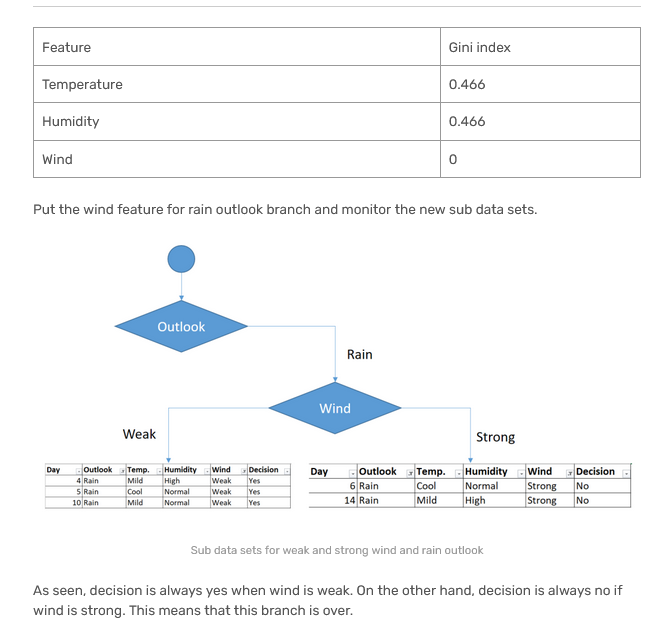 Feature Gini index
Temperature 0.466
Humidity 0.466
Wind 0
Put the wind feature for rain outlook branch and monitor the new sub data sets.
Outlook
Rain
Wind
Weak
Strong
Day Outlook Temp. Humidity Wind Decision
4 Rain Mild High Weak Yes
5 Rain Cool Normal Weak Yes
10 Rain Mild Normal Weak Yes
Day Outlook Temp. Humidity Wind Decision
6 Rain Cool Normal Strong No
14 Rain Mild High Strong No
Sub data sets for weak and strong wind and rain outlook
As seen, decision is always yes when wind is weak. On the other hand, decision is always no if
wind is strong. This means that this branch is over.